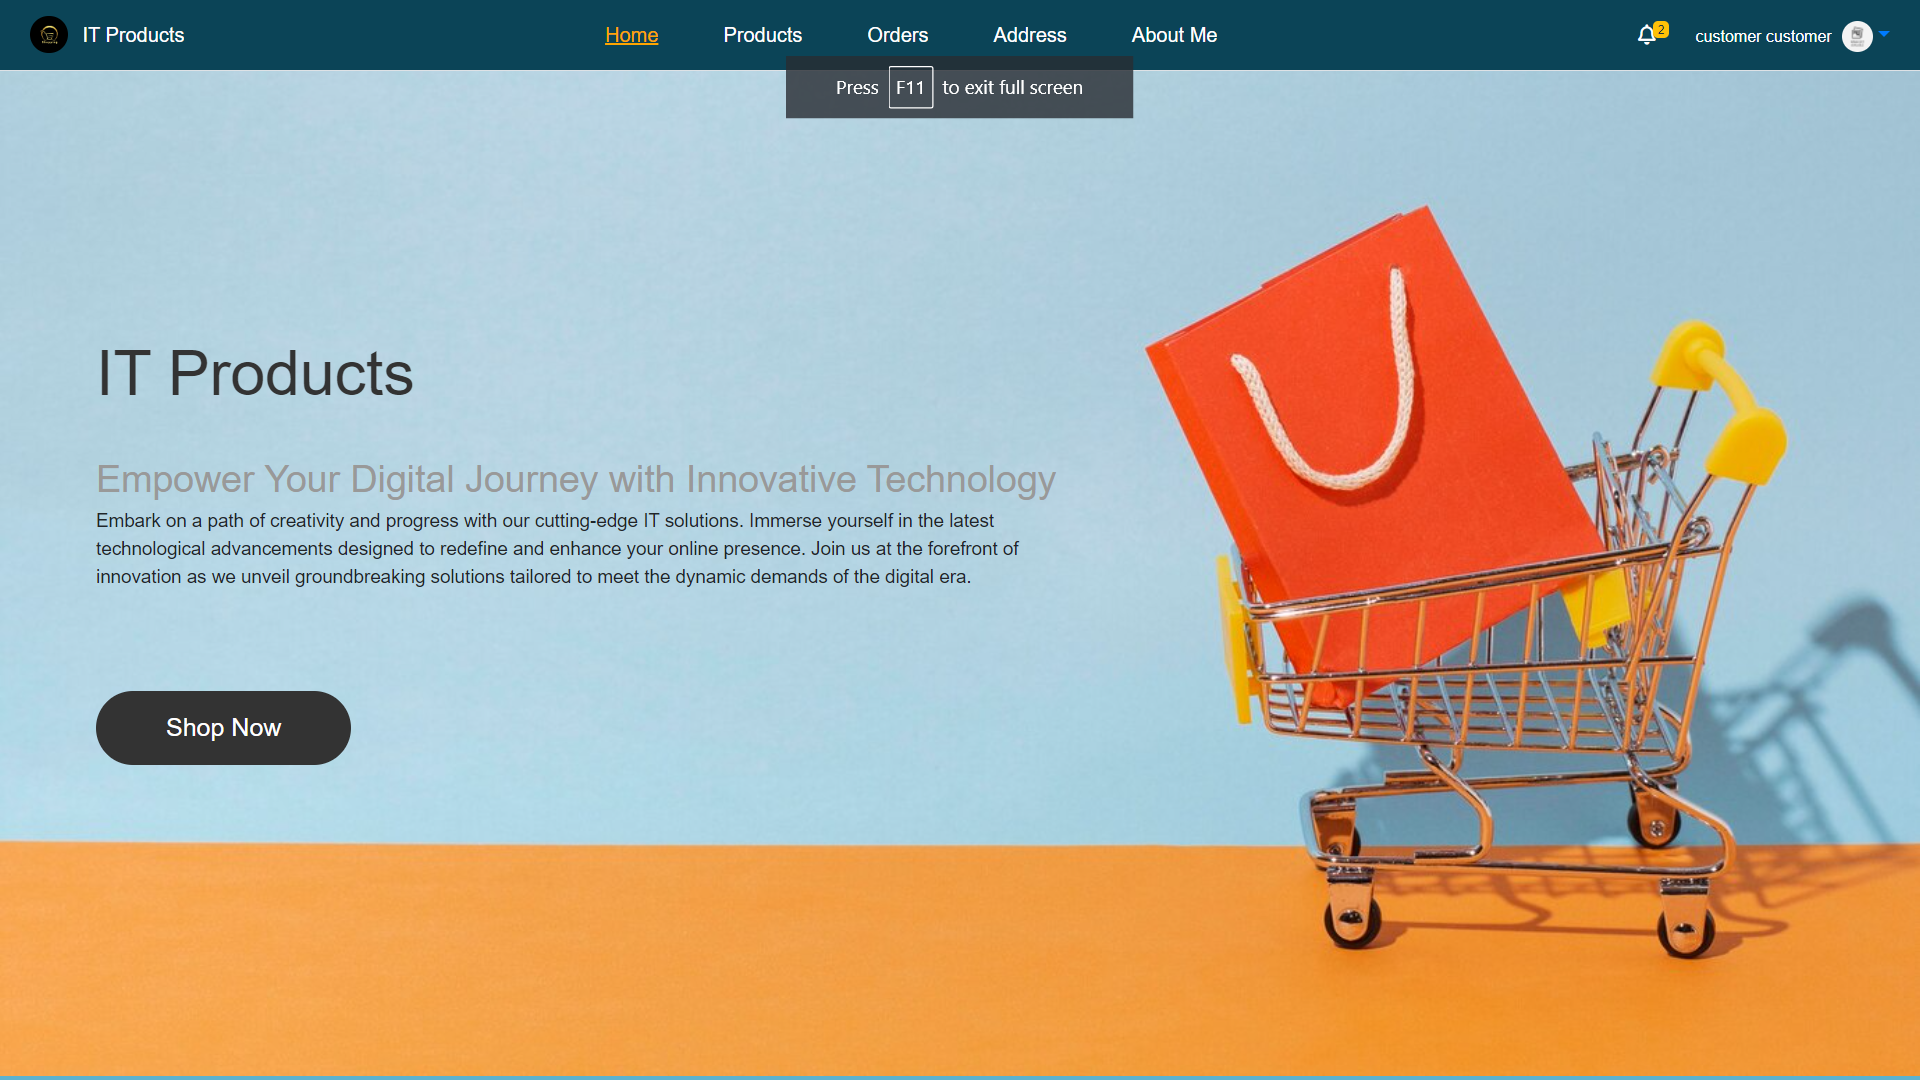 IT Products
Home
Products
Orders
Address
About Me
2
customer customer
Press F11 to exit full screen
IT Products
Empower Your Digital Journey with Innovative Technology
Embark on a path of creativity and progress with our cutting-edge IT solutions. Immerse yourself in the latest
technological advancements designed to redefine and enhance your online presence. Join us at the forefront of
innovation as we unveil groundbreaking solutions tailored to meet the dynamic demands of the digital era.
Shop Now